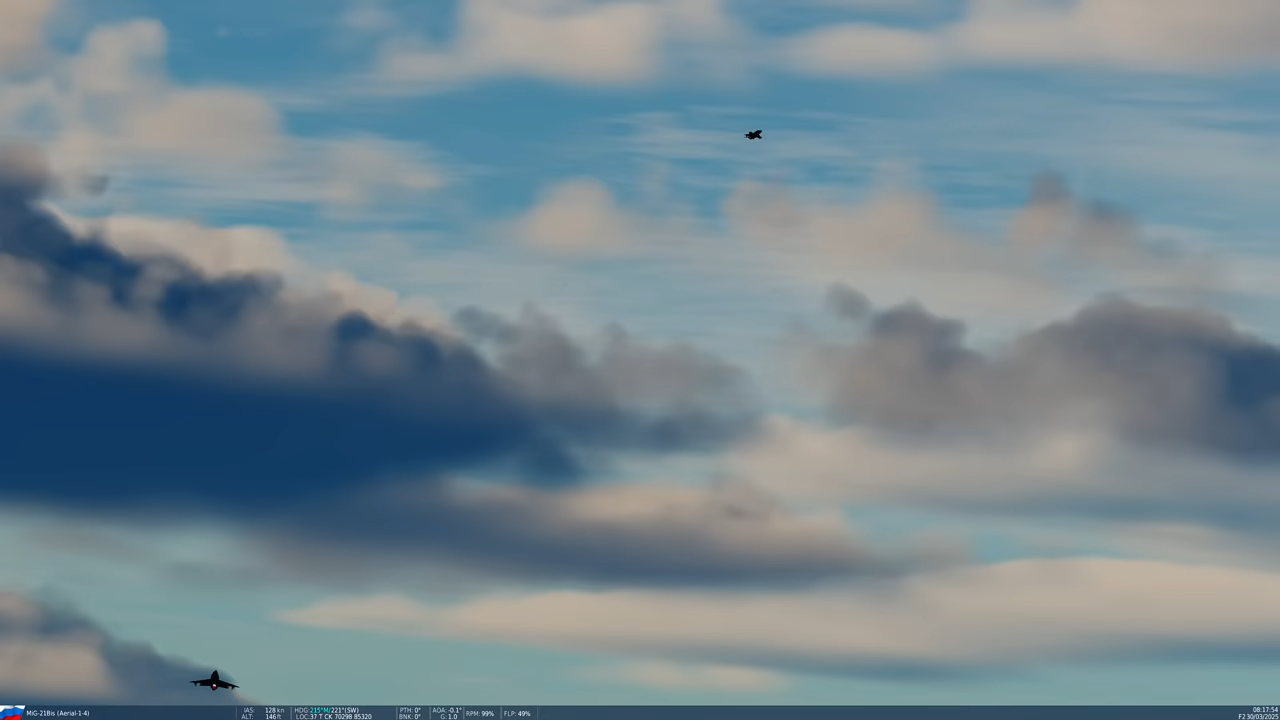 MiG-21Bis (Aerial-1-4)
IAS: 128 kn
ALT: 146 ft
HDG: 215°M/221°(SW)
LOC: 37 T CK 70298 85320
PTH: 0°
BNK: 0°
AOA: -0.1°
G: 1.0
RPM: 99%
FLP: 49%
08:17:54
F2 30/03/2025